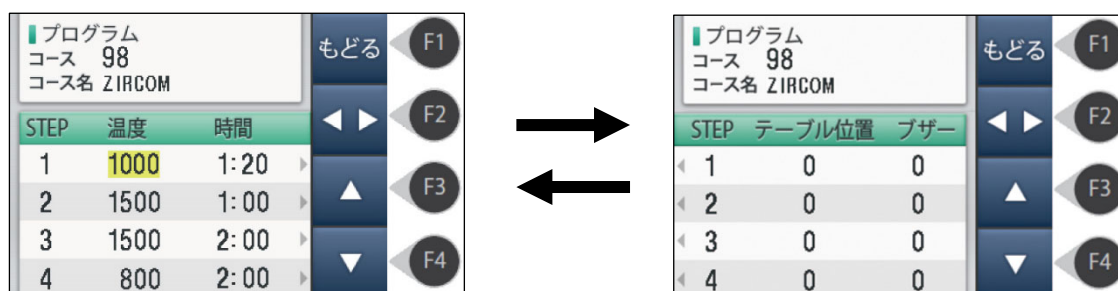 プログラム
コース 98
コース名 ZIRCOM
STEP 温度 時間
1 1000 1:20
2 1500 1:00
3 1500 2:00
4 800 2:00
もどる F1
F2
F3
F4
プログラム
コース 98
コース名 ZIRCOM
STEP テーブル位置 ブザー
1 0 0
2 0 0
3 0 0
4 0 0
もどる F1
F2
F3
F4